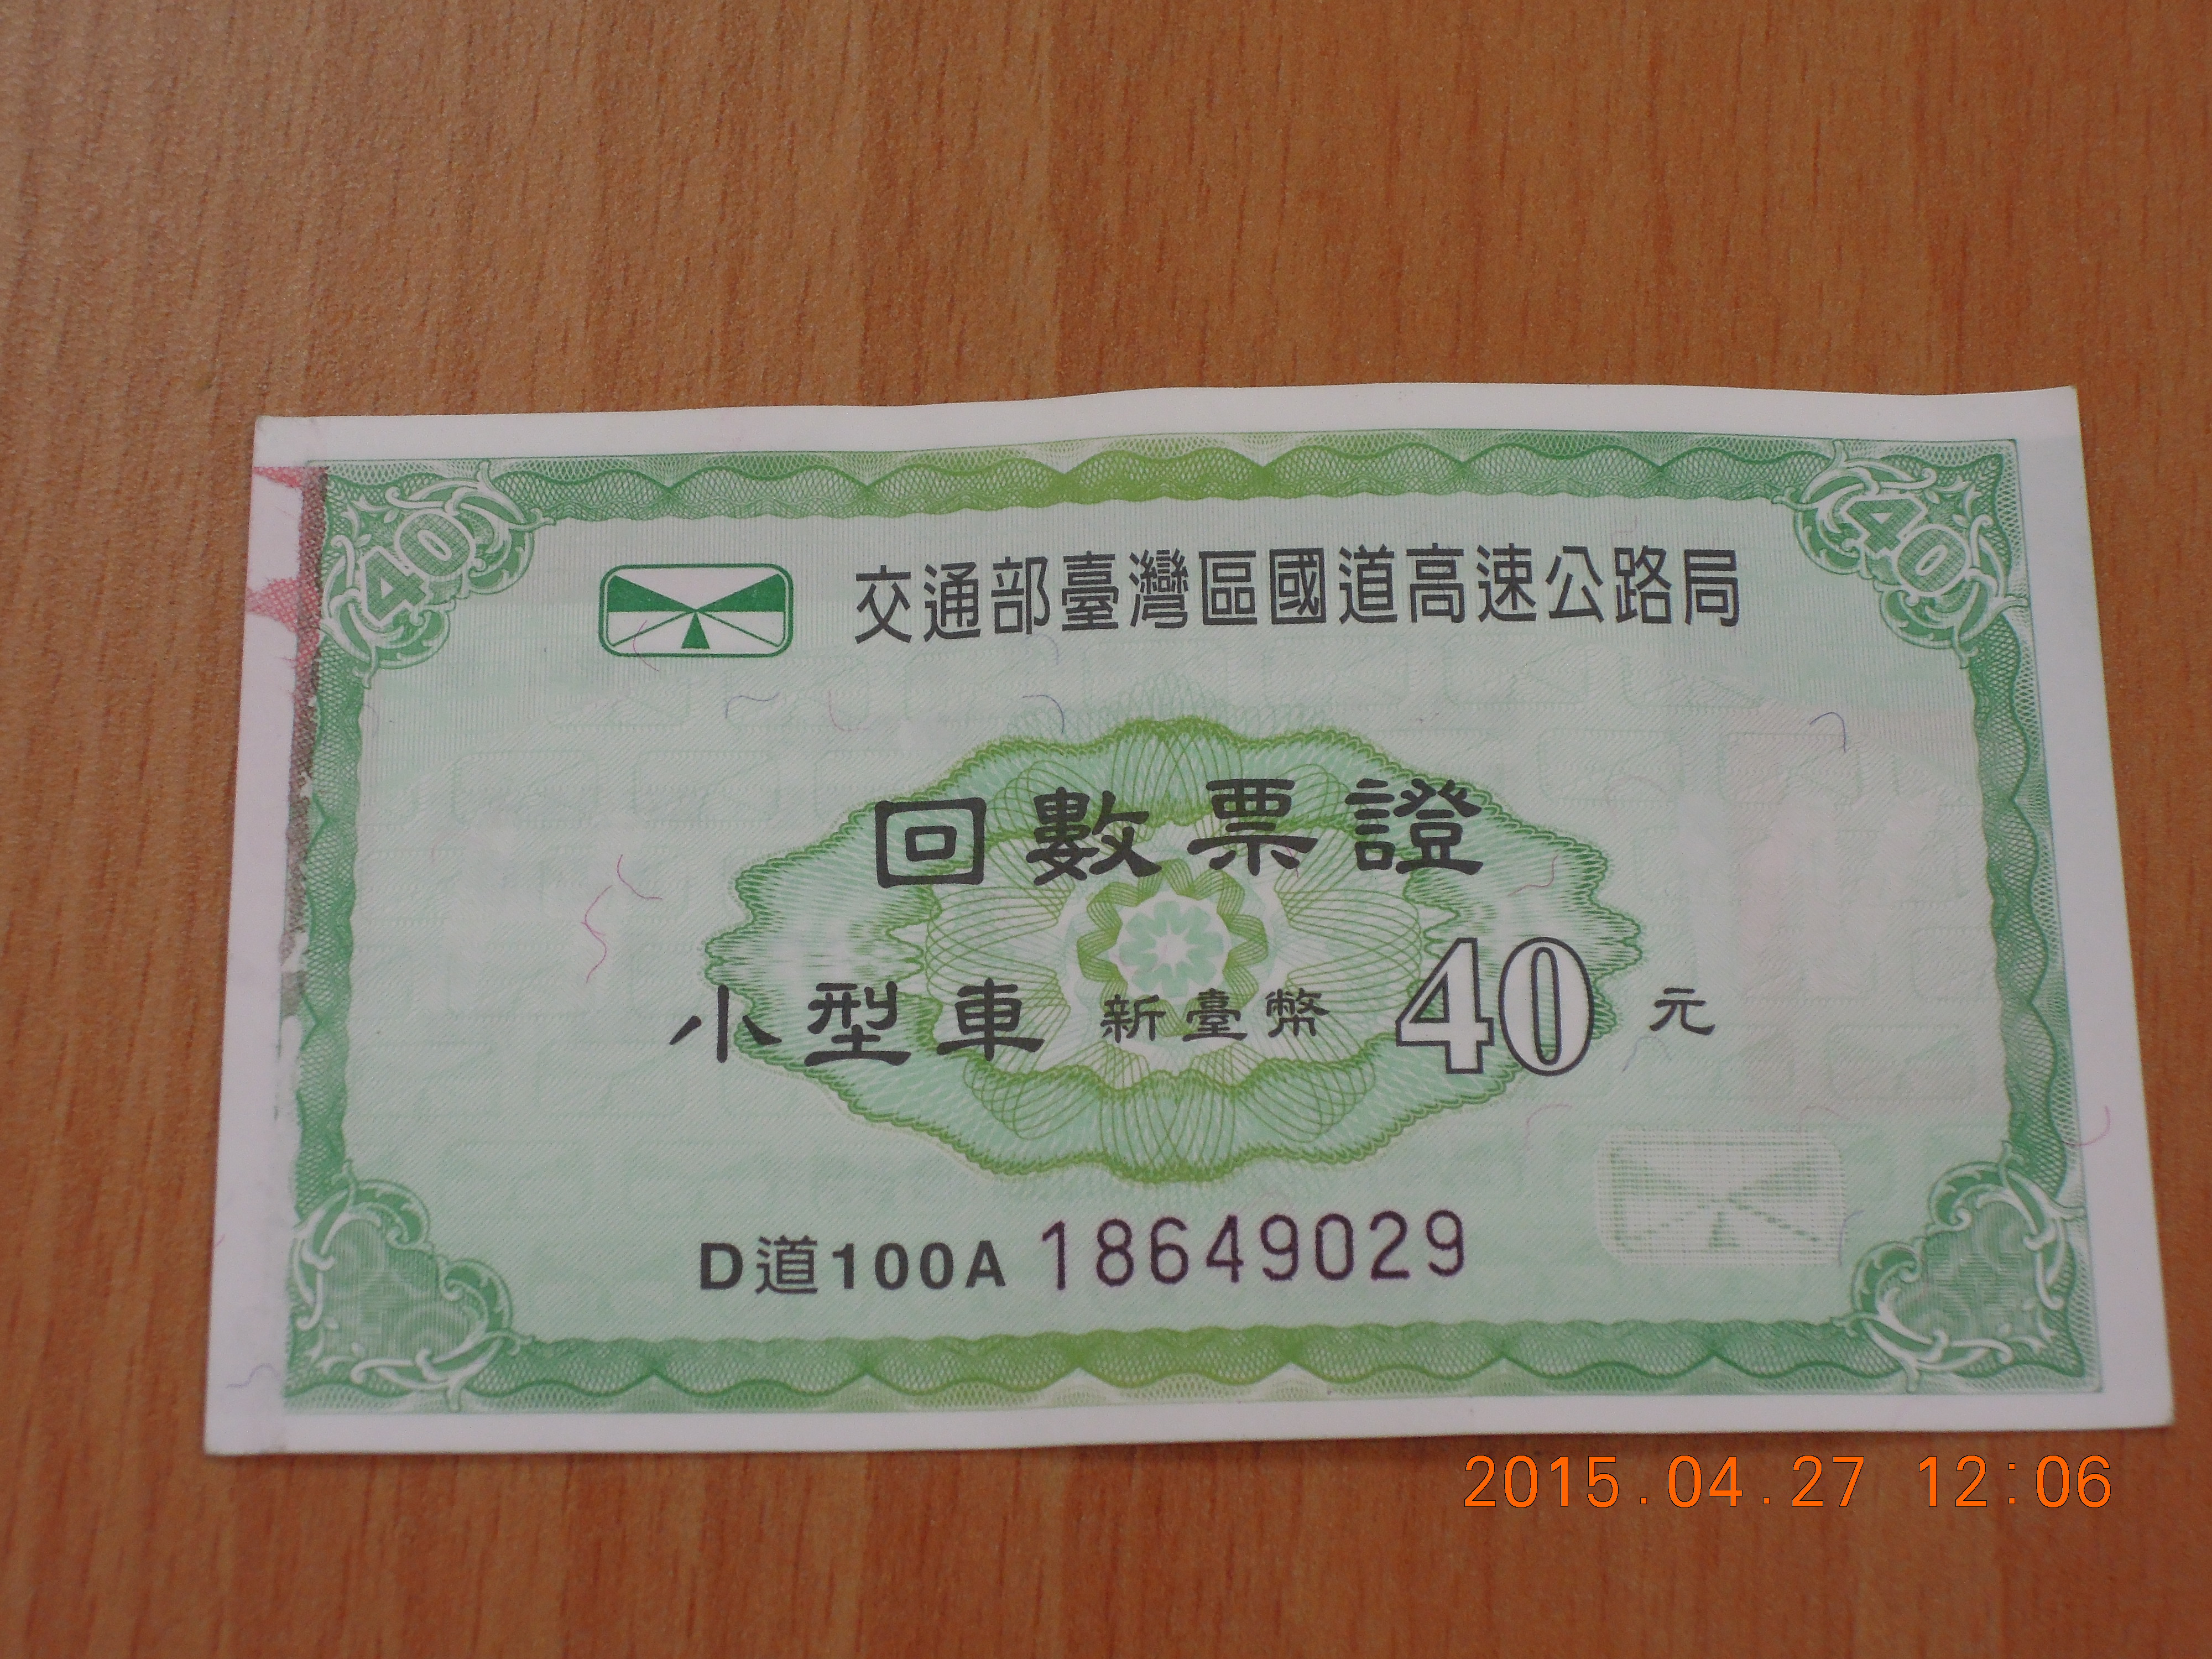 40
40
交通部臺灣區國道高速公路局
回數票證
小型車 新臺幣 40 元
D道100A 18649029
2015.04.27 12:06